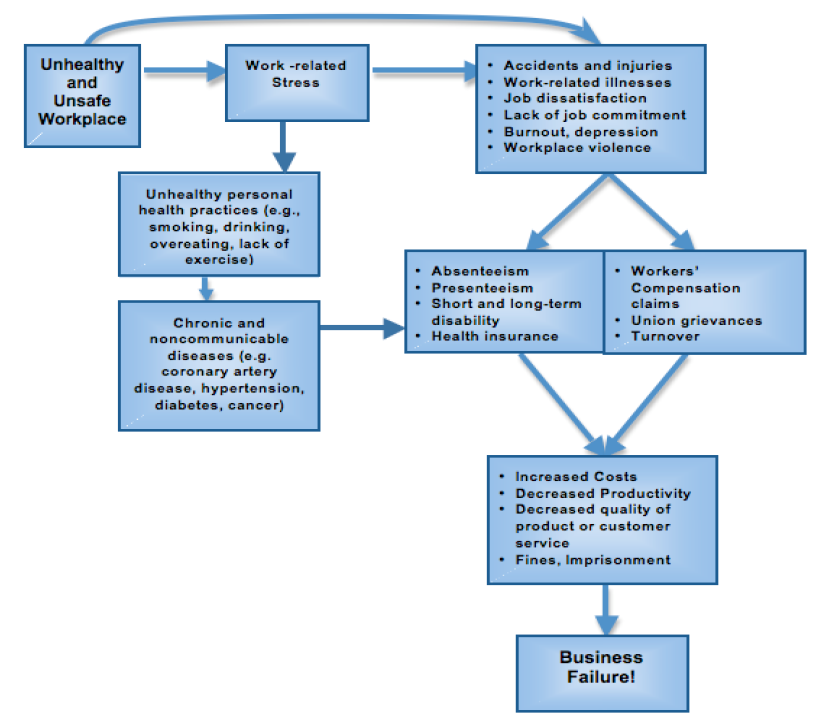 Unhealthy
and
Unsafe
Workplace
Work -related
Stress
• Accidents and injuries
• Work-related illnesses
• Job dissatisfaction
• Lack of job commitment
• Burnout, depression
• Workplace violence
Unhealthy personal
health practices (e.g.,
smoking, drinking,
overeating, lack of
exercise)
Chronic and
noncommunicable
diseases (e.g.
coronary artery
disease, hypertension,
diabetes, cancer)
• Absenteeism
• Presenteeism
• Short and long-term
disability
• Health insurance
• Workers’
Compensation
claims
• Union grievances
• Turnover
• Increased Costs
• Decreased Productivity
• Decreased quality of
product or customer
service
• Fines, Imprisonment
Business
Failure!